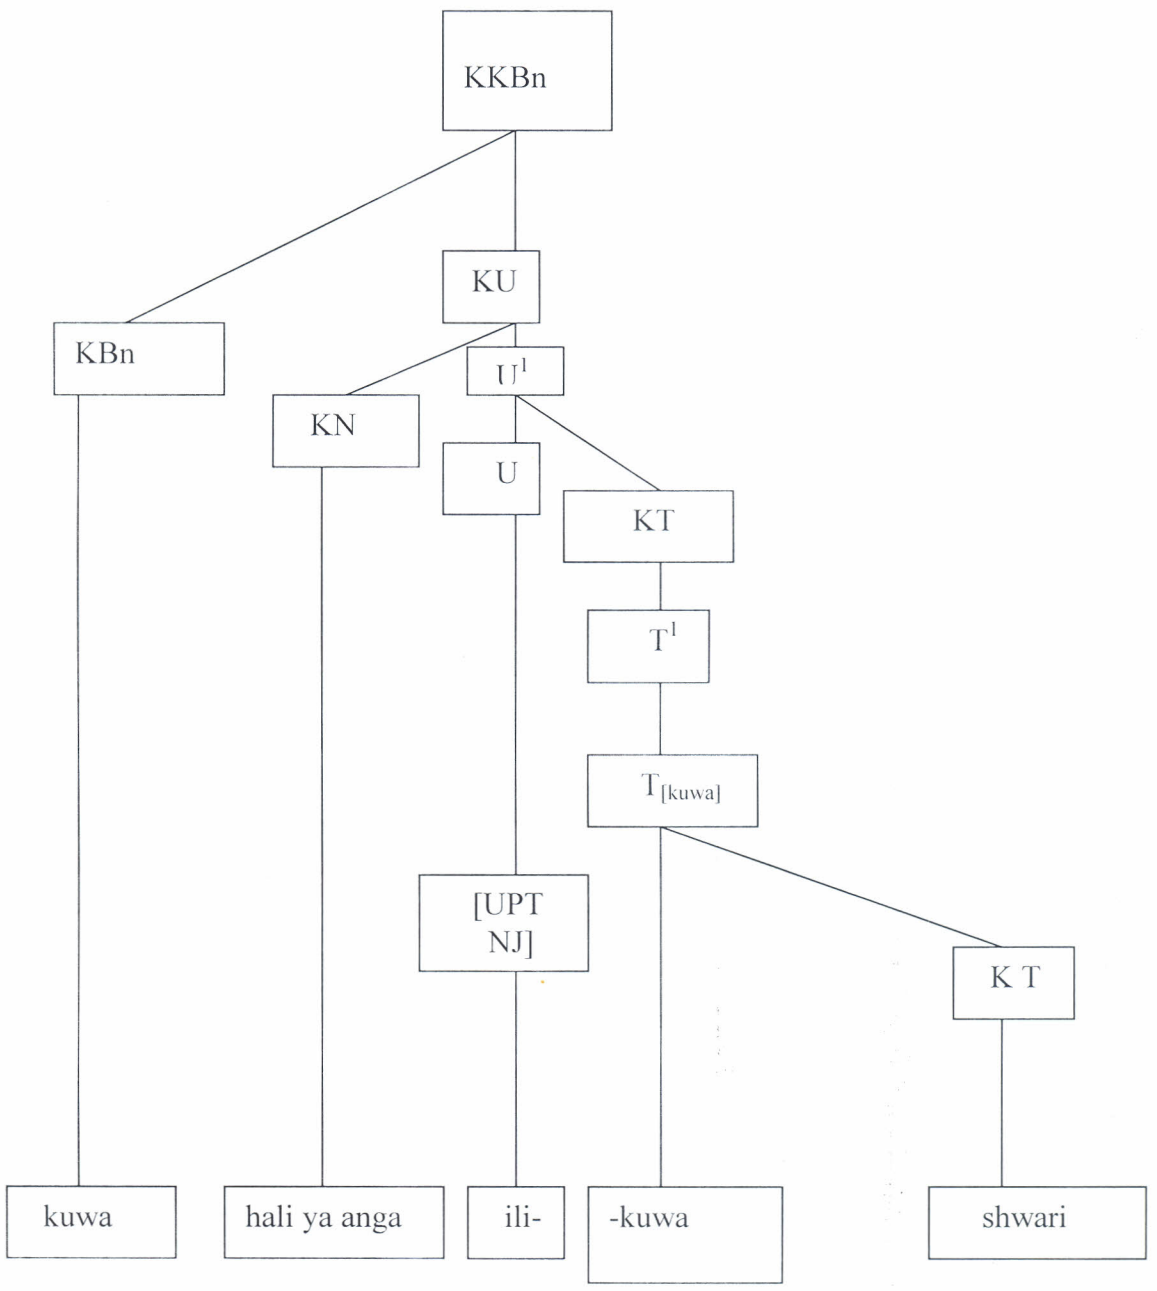 KKBn
KU
KBn
U¹
KN
U
KT
T¹
T[kuwa]
[UPT
NJ]
K T
kuwa
hali ya anga
ili-
-kuwa
shwari